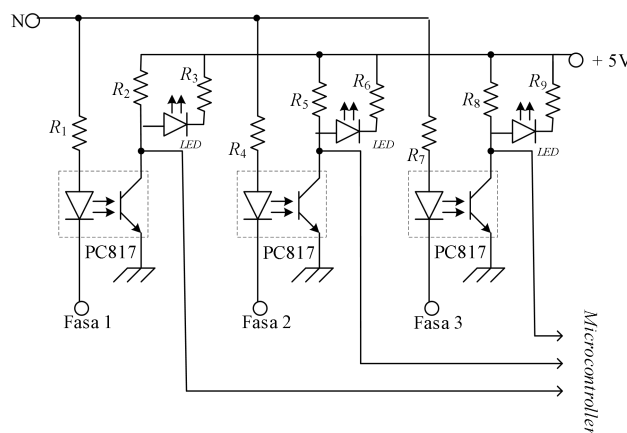 N
+ 5V
R1
R2
R3
LED
R4
R5
R6
LED
R7
R8
R9
LED
PC817
PC817
PC817
Fasa 1
Fasa 2
Fasa 3
Microcontroller